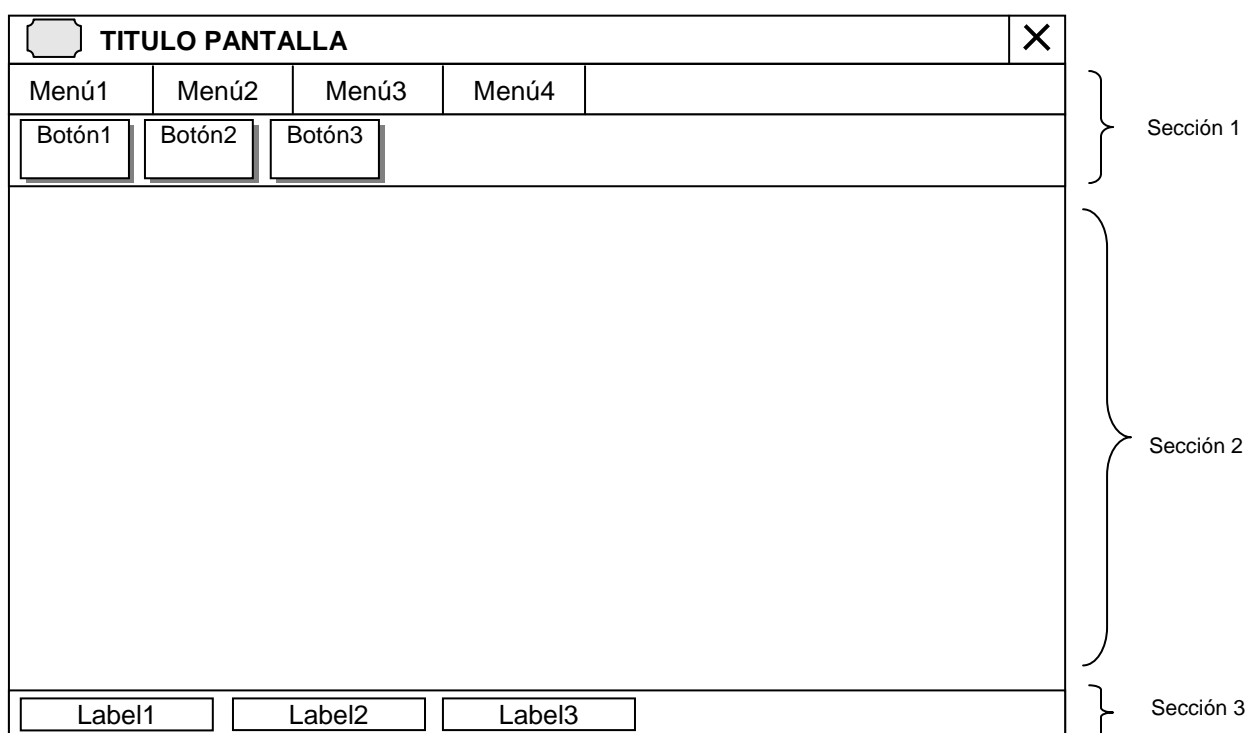 TITULO PANTALLA
Menú1 Menú2 Menú3 Menú4
Botón1 Botón2 Botón3
Sección 1
Sección 2
Label1 Label2 Label3
Sección 3